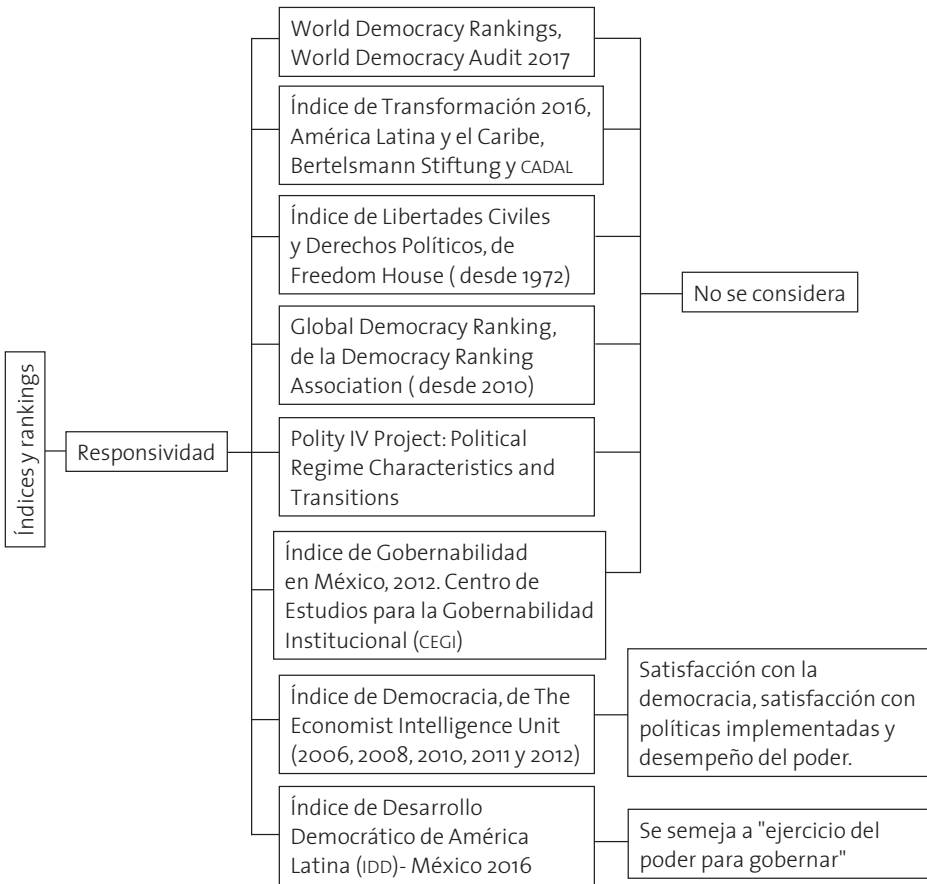 Índices y rankings
Responsividad
World Democracy Rankings,
World Democracy Audit 2017
Índice de Transformación 2016,
América Latina y el Caribe,
Bertelsmann Stiftung y CADAL
Índice de Libertades Civiles
y Derechos Políticos, de
Freedom House ( desde 1972)
Global Democracy Ranking,
de la Democracy Ranking
Association ( desde 2010)
Polity IV Project: Political
Regime Characteristics and
Transitions
Índice de Gobernabilidad
en México, 2012. Centro de
Estudios para la Gobernabilidad
Institucional (CEGI)
No se considera
Índice de Democracia, de The
Economist Intelligence Unit
(2006, 2008, 2010, 2011 y 2012)
Satisfacción con la
democracia, satisfacción con
políticas implementadas y
desempeño del poder.
Índice de Desarrollo
Democrático de América
Latina (IDD)- México 2016
Se semeja a "ejercicio del
poder para gobernar"